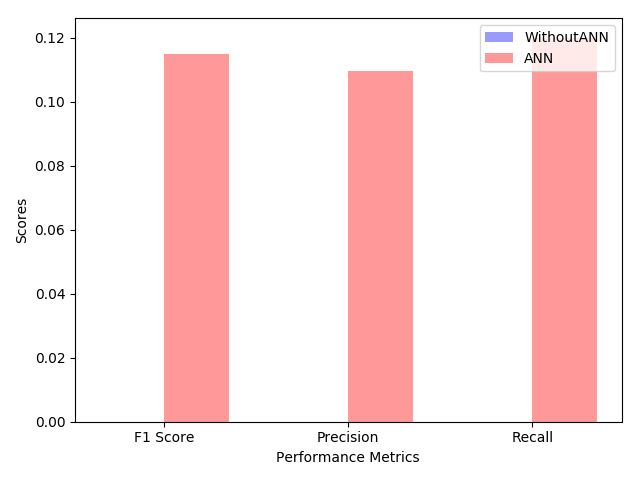 WithoutANN
ANN
0.12
0.10
0.08
0.06
0.04
0.02
0.00
Scores
F1 Score Precision Recall
Performance Metrics